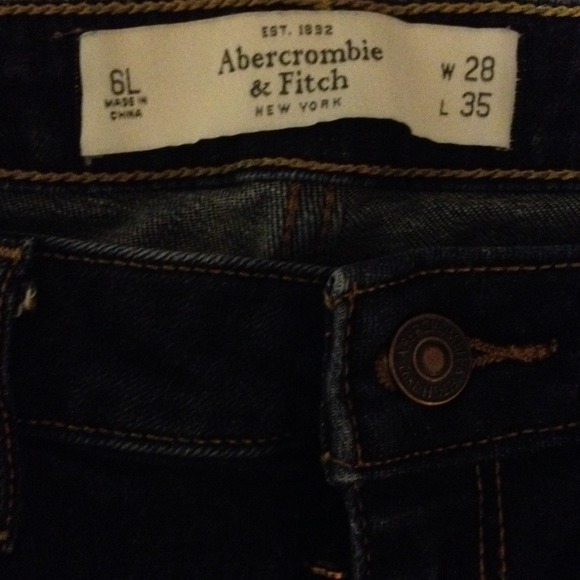 EST. 1892
Abercrombie
& Fitch
NEW YORK
6L
MADE IN
CHINA
W 28
L 35